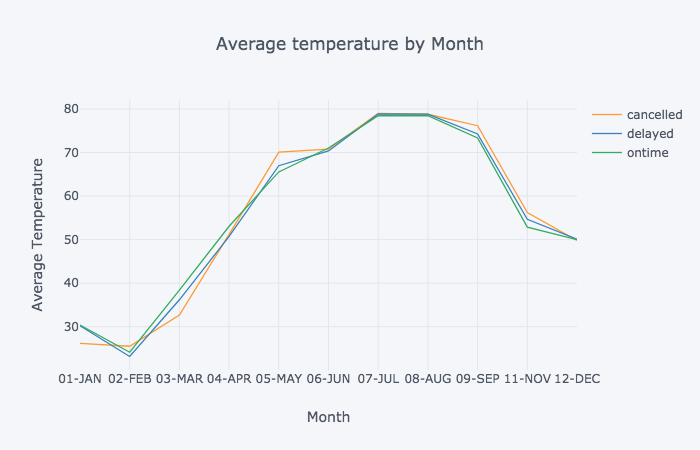 Average temperature by Month
cancelled
delayed
ontime
Average Temperature
80
70
60
50
40
30
01-JAN 02-FEB 03-MAR 04-APR 05-MAY 06-JUN 07-JUL 08-AUG 09-SEP 11-NOV 12-DEC
Month